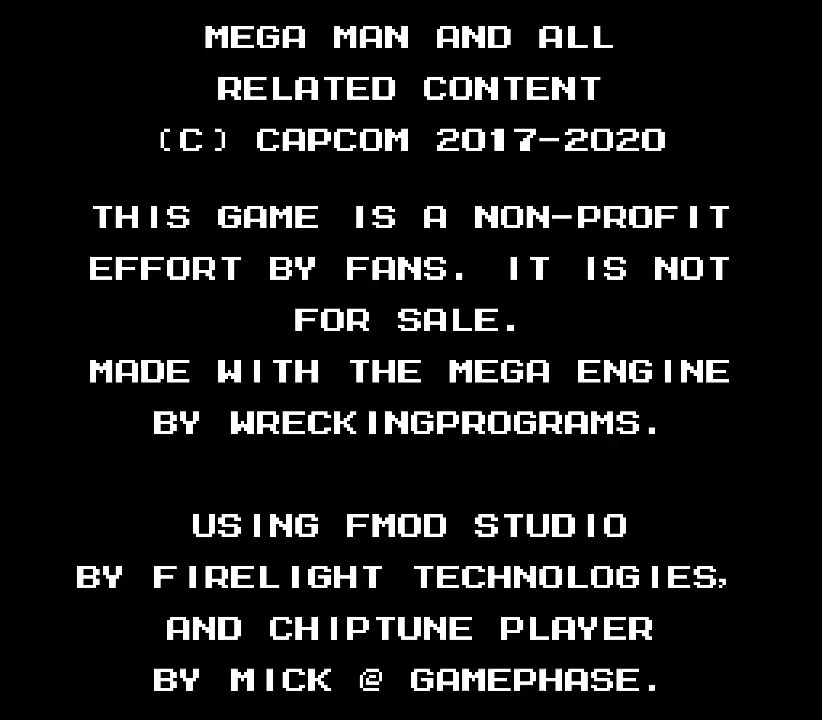 MEGA MAN AND ALL
RELATED CONTENT
(C) CAPCOM 2017-2020
THIS GAME IS A NON-PROFIT
EFFORT BY FANS. IT IS NOT
FOR SALE.
MADE WITH THE MEGA ENGINE
BY WRECKINGPROGRAMS.
USING FMOD STUDIO
BY FIRELIGHT TECHNOLOGIES,
AND CHIPTUNE PLAYER
BY MICK @ GAMEPHASE.